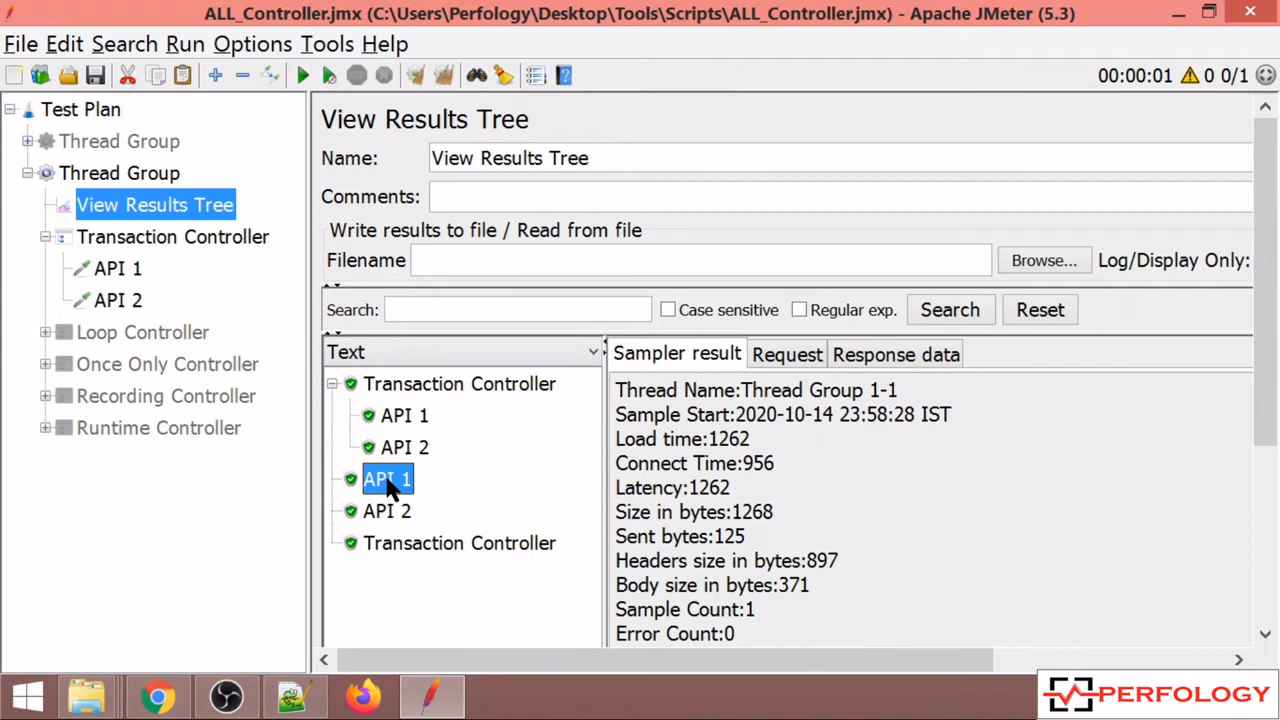 ALL_Controller.jmx (C:\Users\Perfology\Desktop\Tools\Scripts\ALL_Controller.jmx) - Apache JMeter (5.3)
File Edit Search Run Options Tools Help
00:00:01 0 0/1
Test Plan
Thread Group
Thread Group
View Results Tree
Transaction Controller
API 1
API 2
Loop Controller
Once Only Controller
Recording Controller
Runtime Controller
View Results Tree
Name: View Results Tree
Comments:
Write results to file / Read from file
Filename Browse... Log/Display Only:
Search: Case sensitive Regular exp. Search Reset
Text
Transaction Controller
API 1
API 2
API 1
API 2
Transaction Controller
Sampler result Request Response data
Thread Name:Thread Group 1-1
Sample Start:2020-10-14 23:58:28 IST
Load time:1262
Connect Time:956
Latency:1262
Size in bytes:1268
Sent bytes:125
Headers size in bytes:897
Body size in bytes:371
Sample Count:1
Error Count:0
PERFOLOGY